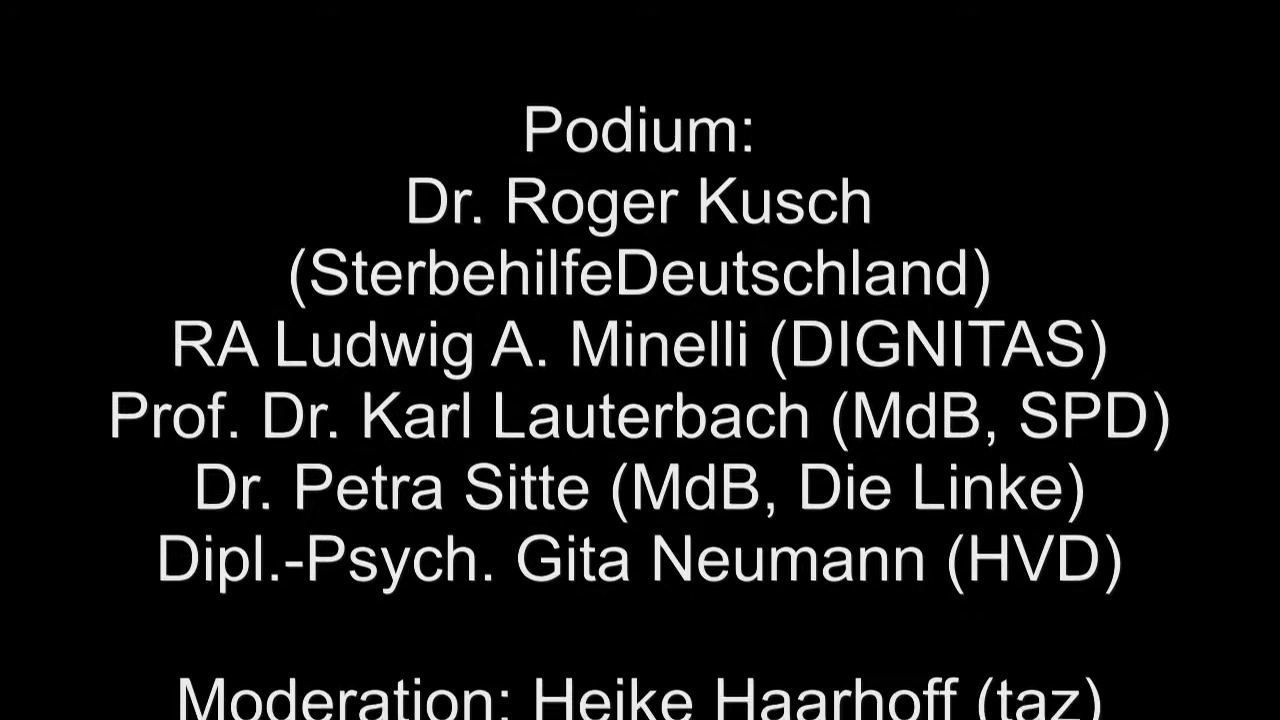 Podium:
Dr. Roger Kusch
(SterbehilfeDeutschland)
RA Ludwig A. Minelli (DIGNITAS)
Prof. Dr. Karl Lauterbach (MdB, SPD)
Dr. Petra Sitte (MdB, Die Linke)
Dipl.-Psych. Gita Neumann (HVD)
Moderation: Heike Haarhoff (taz)